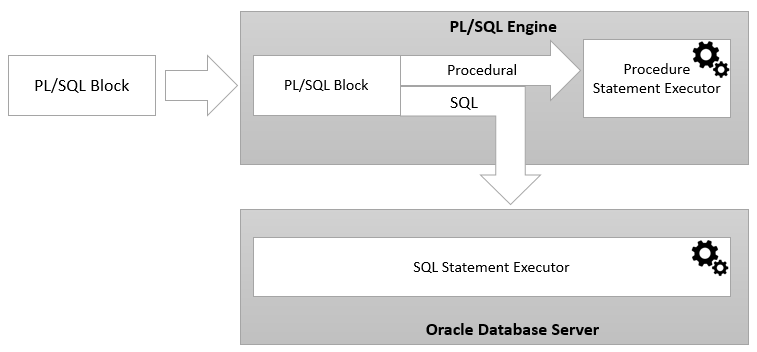 PL/SQL Engine
PL/SQL Block
PL/SQL Block
Procedural
SQL
Procedure
Statement Executor
SQL Statement Executor
Oracle Database Server